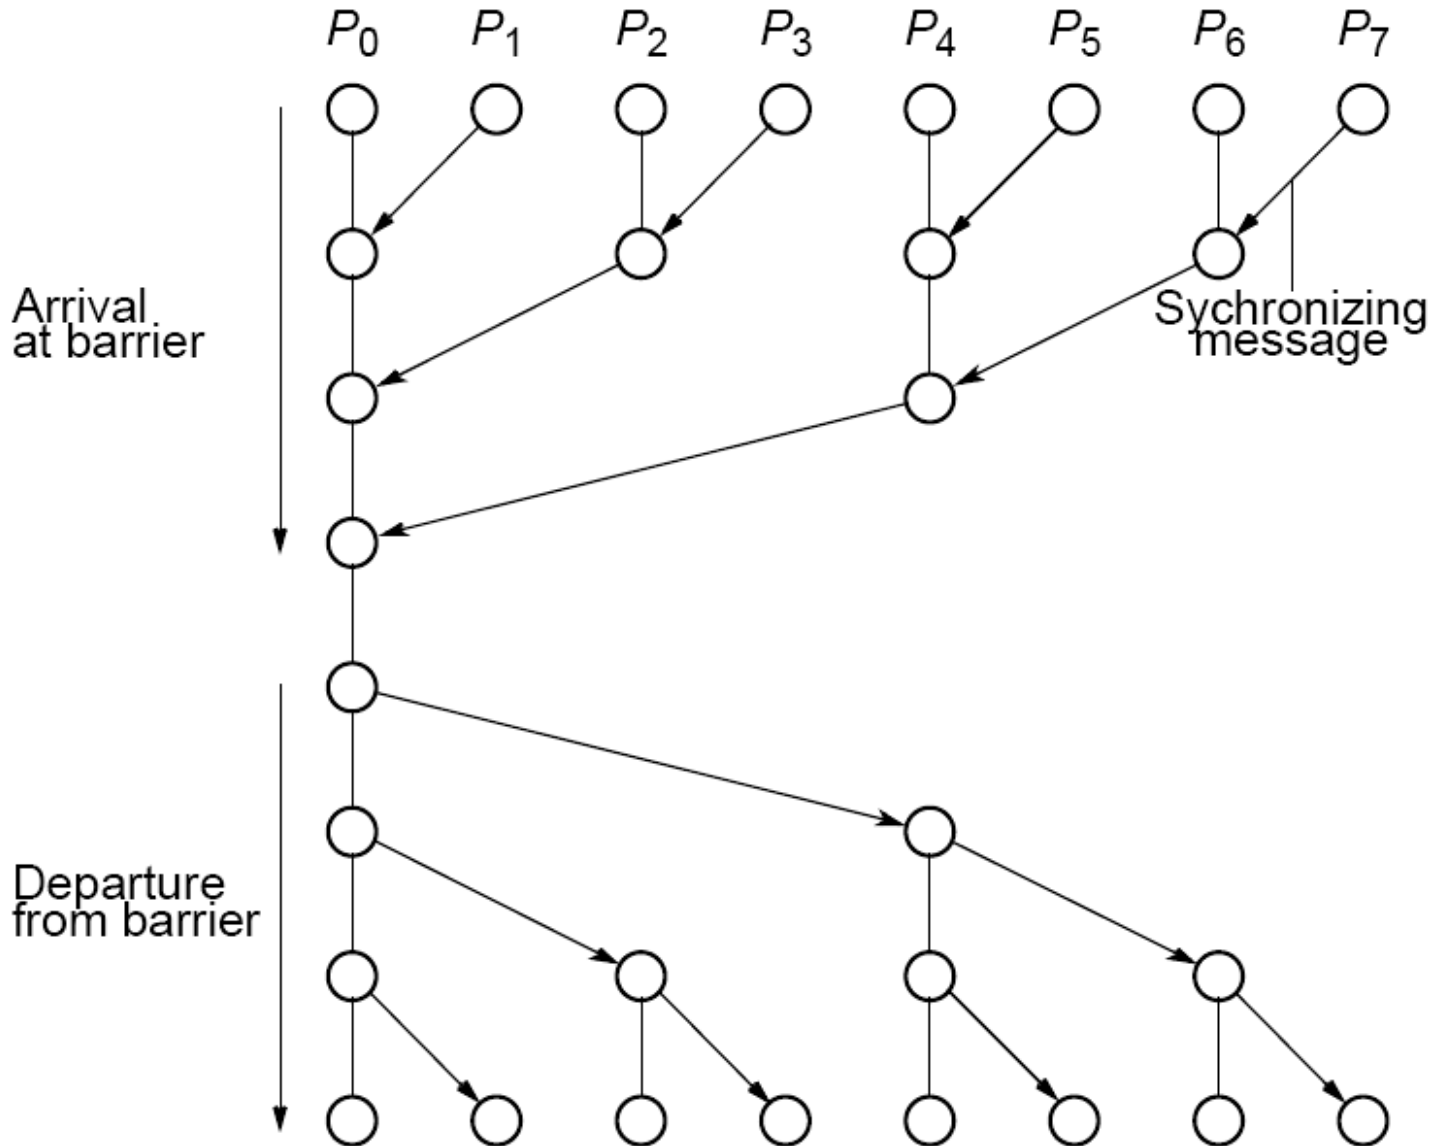 P0 P1 P2 P3 P4 P5 P6 P7
Arrival
at barrier
Sychronizing
message
Departure
from barrier